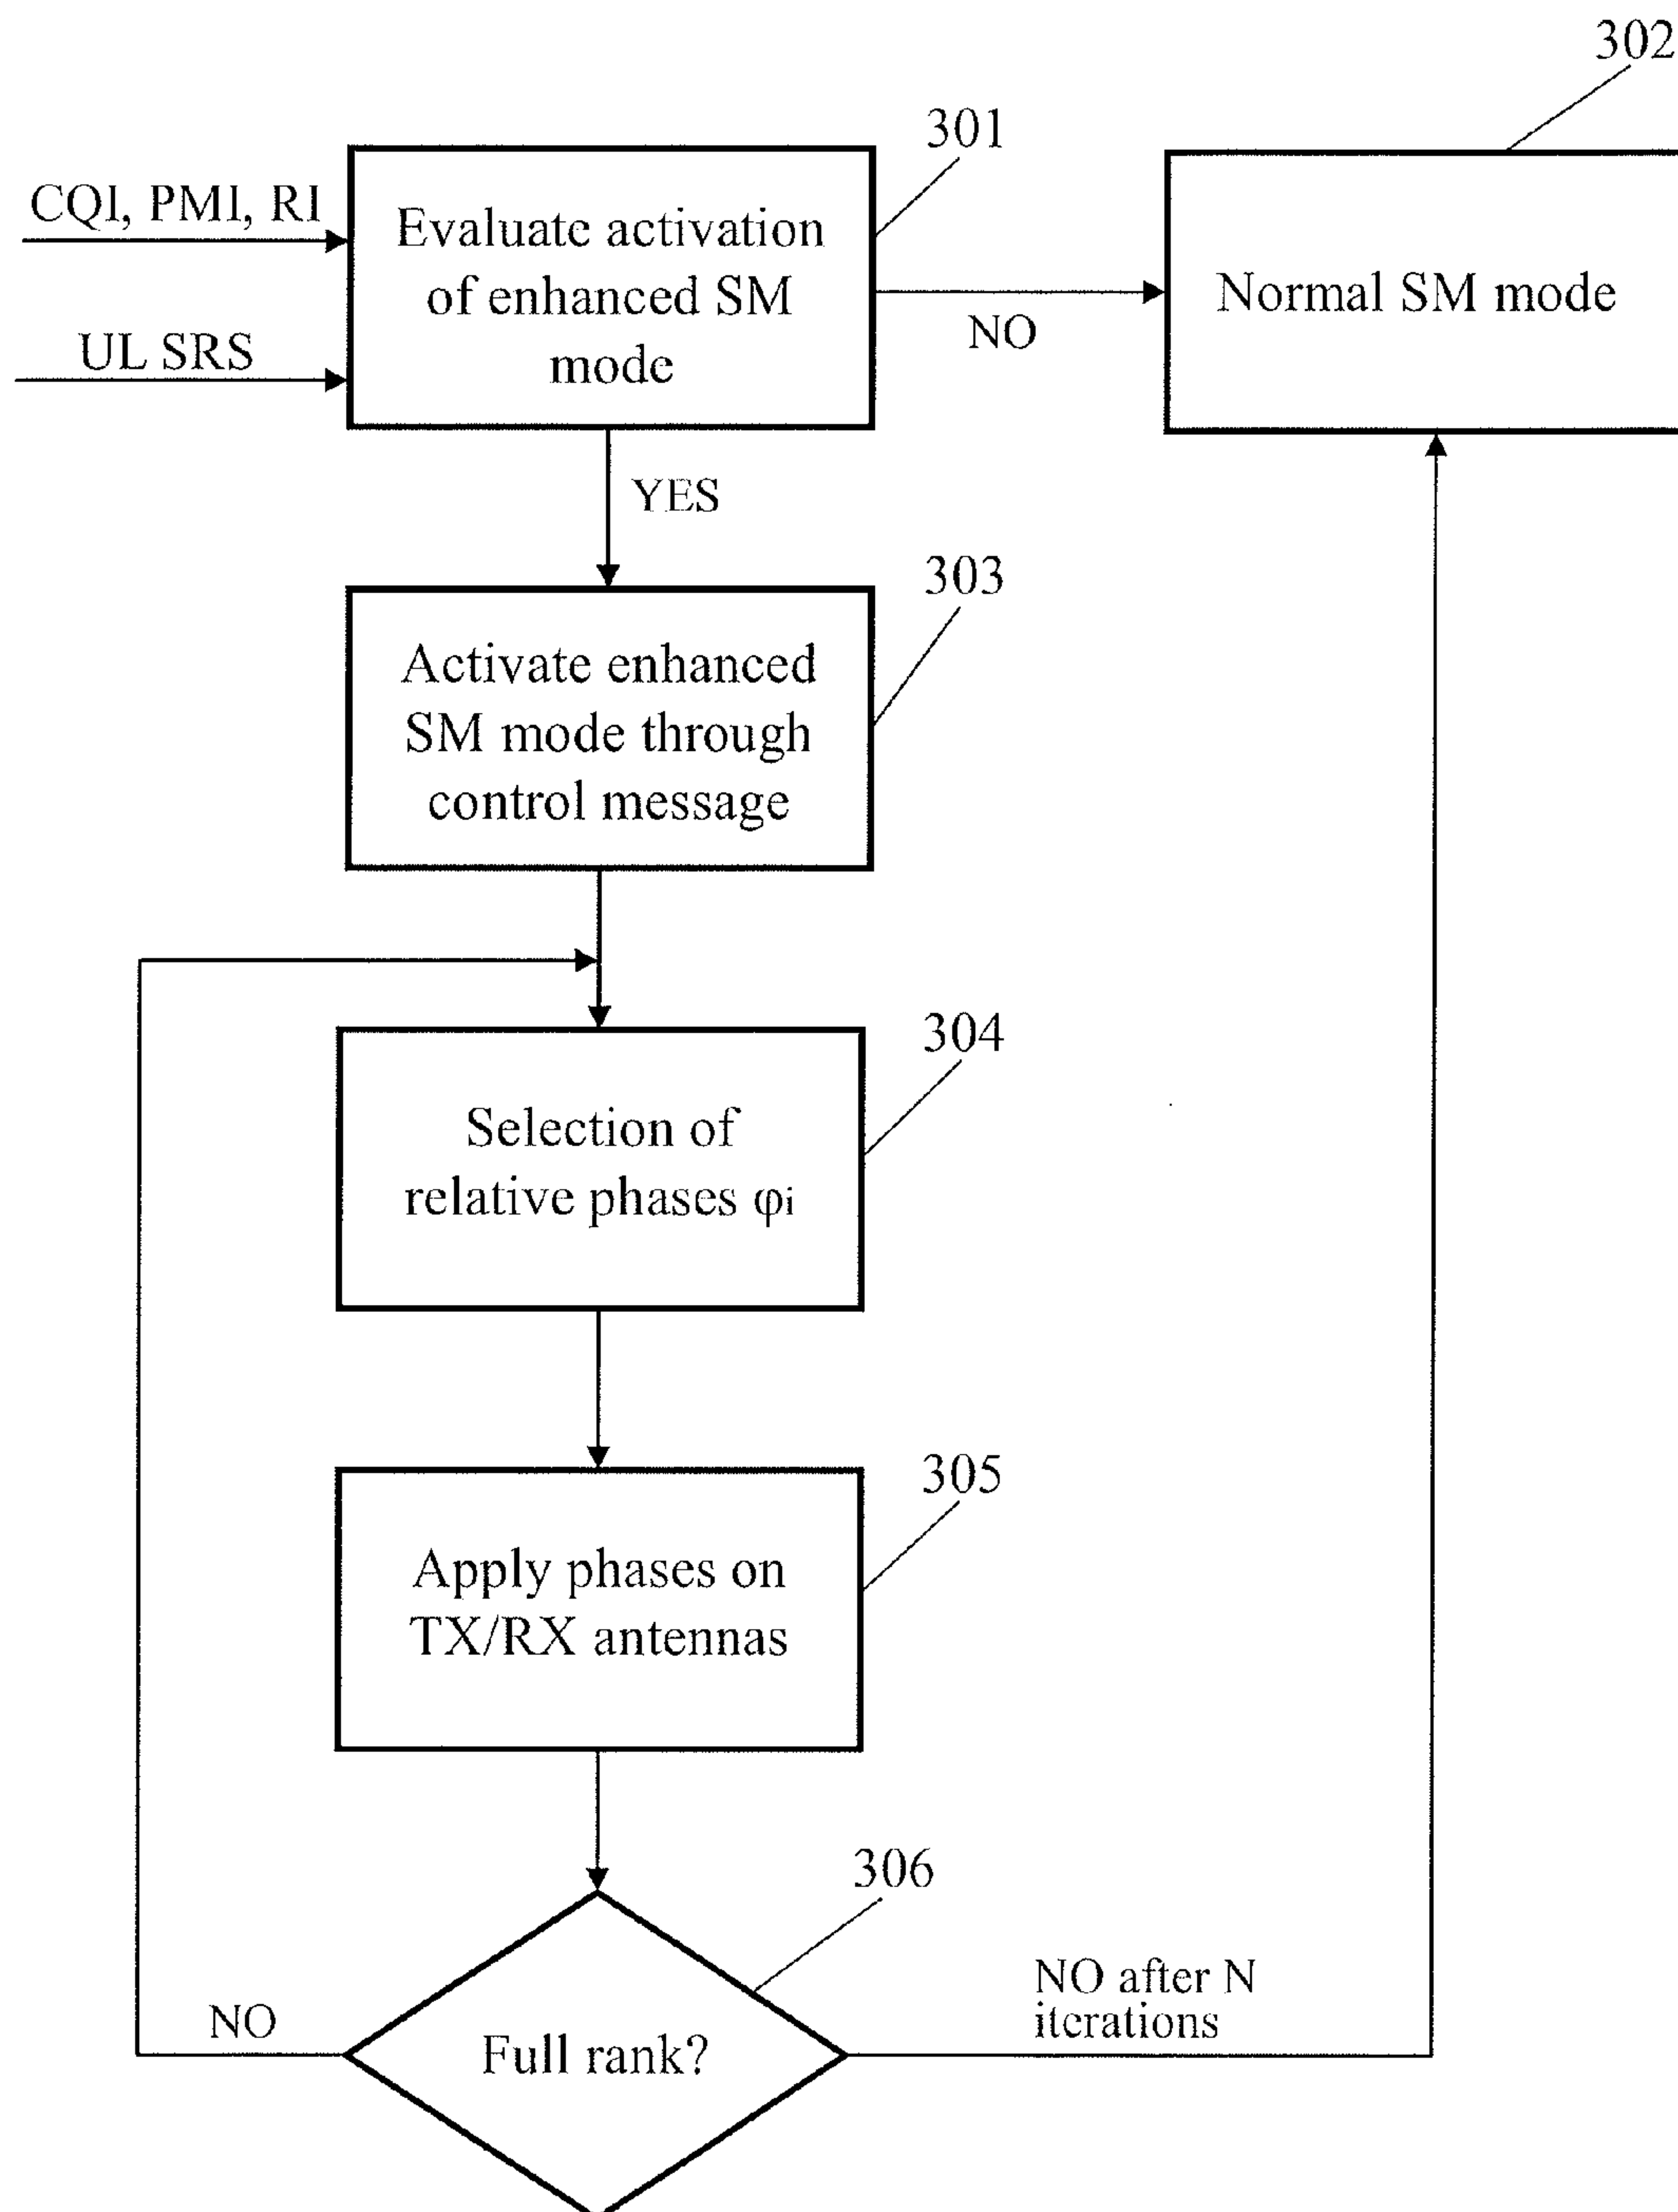 302
301
CQI, PMI, RI
Evaluate activation
of enhanced SM
mode
Normal SM mode
UL SRS
NO
YES
303
Activate enhanced
SM mode through
control message
304
Selection of
relative phases φi
305
Apply phases on
TX/RX antennas
306
NO after N
iterations
NO
Full rank?